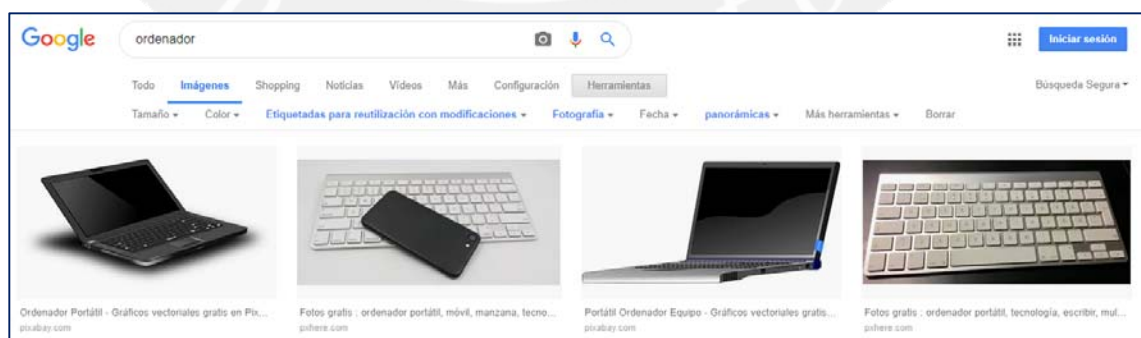 Google ordenador Iniciar sesión
Todo Imágenes Shopping Noticias Vídeos Más Configuración Herramientas Búsqueda Segura
Tamaño Color Etiquetadas para reutilización con modificaciones Fotografía Fecha panorámicas Más herramientas Borrar
Ordenador Portátil - Gráficos vectoriales gratis en Pix... Fotos gratis : ordenador portátil, móvil, manzana, tecno... Portátil Ordenador Equipo - Gráficos vectoriales gratis... Fotos gratis : ordenador portátil, tecnología, escribir, mul...
pixabay.com pxhere.com pixabay.com pxhere.com